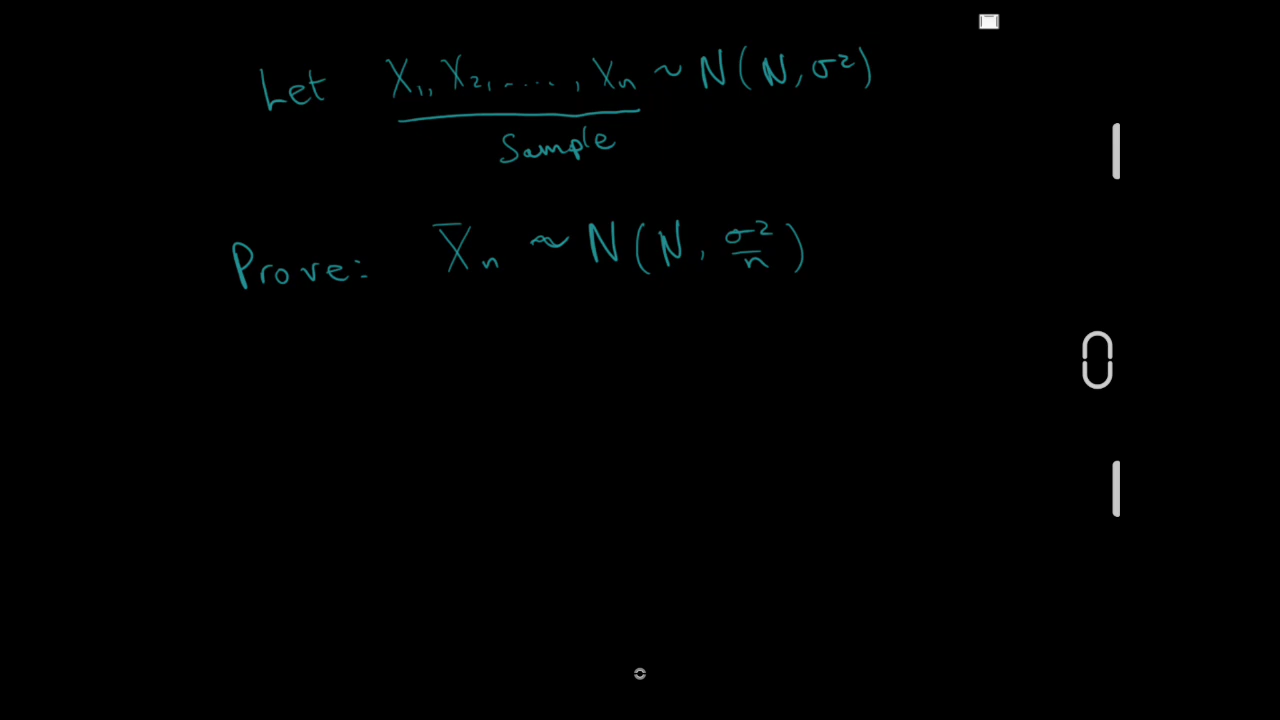 Let X₁, X₂, ...., Xₙ ~ N(N, σ²)
Sample
Prove: X̄ₙ ~ N(N, σ²/n)